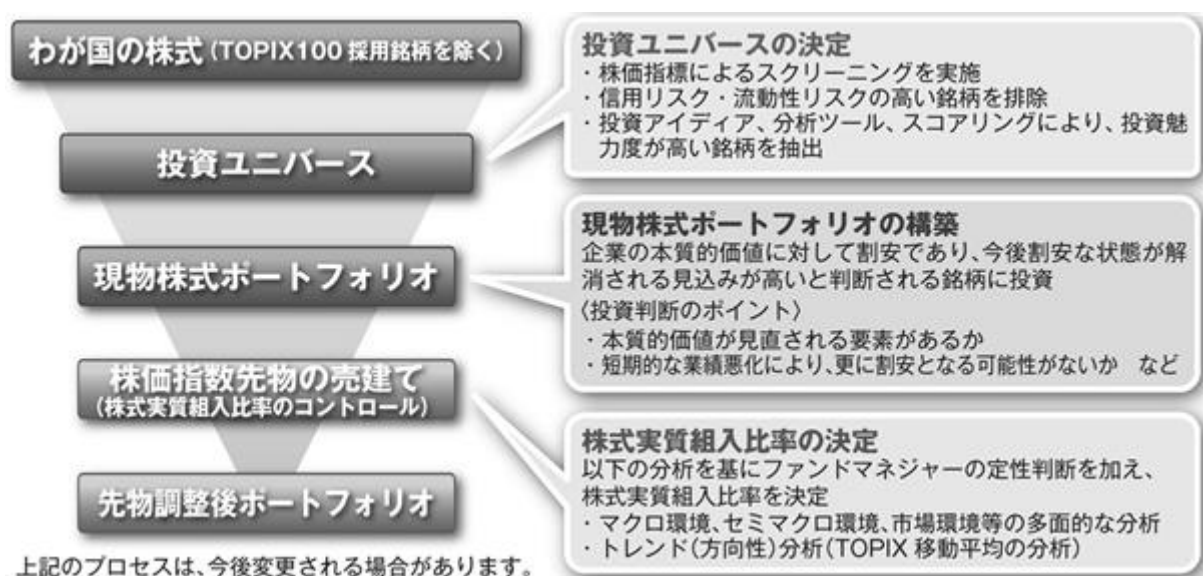 わが国の株式(TOPIX100 採用銘柄を除く)
投資ユニバース
現物株式ポートフォリオ
株価指数先物の売建て
(株式実質組入比率のコントロール)
先物調整後ポートフォリオ
上記のプロセスは、今後変更される場合があります。
投資ユニバースの決定
・株価指標によるスクリーニングを実施
・信用リスク・流動性リスクの高い銘柄を排除
・投資アイディア、分析ツール、スコアリングにより、投資魅
力度が高い銘柄を抽出
現物株式ポートフォリオの構築
企業の本質的価値に対して割安であり、今後割安な状態が解
消される見込みが高いと判断される銘柄に投資
〈投資判断のポイント〉
・本質的価値が見直される要素があるか
・短期的な業績悪化により、更に割安となる可能性がないか　など
株式実質組入比率の決定
以下の分析を基にファンドマネジャーの定性判断を加え、
株式実質組入比率を決定
・マクロ環境、セミマクロ環境、市場環境等の多面的な分析
・トレンド(方向性)分析(TOPIX 移動平均の分析)